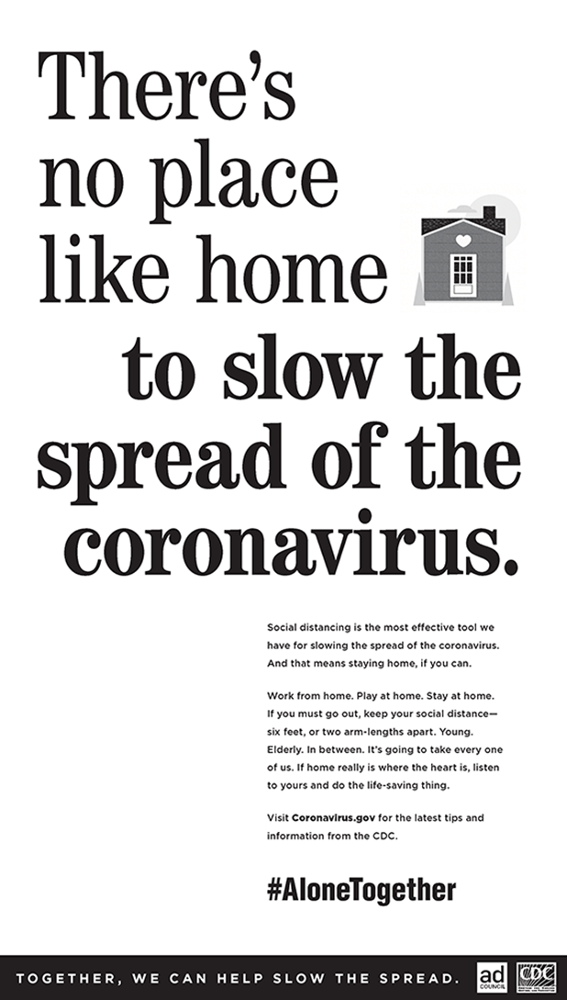 There’s
no place
like home
to slow the
spread of the
coronavirus.
Social distancing is the most effective tool we
have for slowing the spread of the coronavirus.
And that means staying home, if you can.
Work from home. Play at home. Stay at home.
If you must go out, keep your social distance—
six feet, or two arm-lengths apart. Young.
Elderly. In between. It’s going to take every one
of us. If home really is where the heart is, listen
to yours and do the life-saving thing.
Visit Coronavirus.gov for the latest tips and
information from the CDC.
#AloneTogether
TOGETHER, WE CAN HELP SLOW THE SPREAD.
ad
COUNCIL
CDC